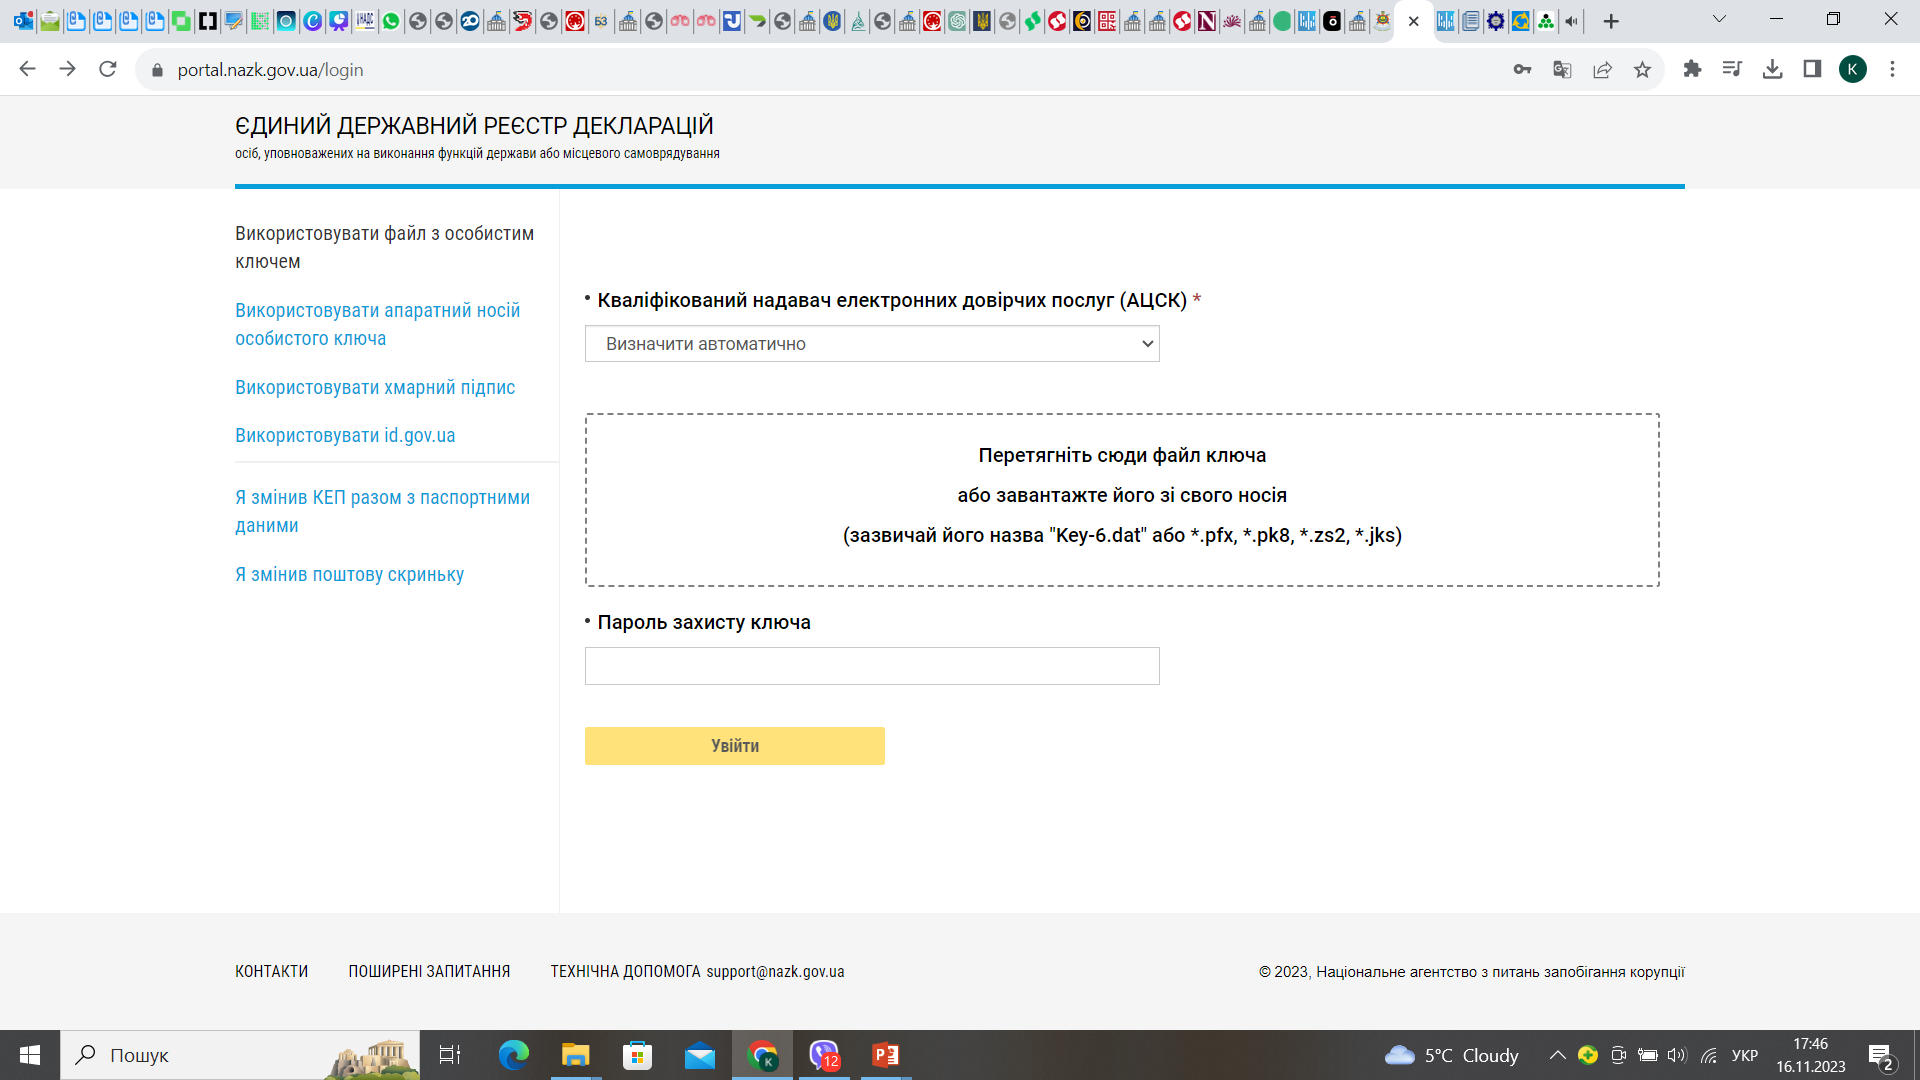 portal.nazk.gov.ua/login
K
ЄДИНИЙ ДЕРЖАВНИЙ РЕЄСТР ДЕКЛАРАЦІЙ
осіб, уповноважених на виконання функцій держави або місцевого самоврядування
Використовувати файл з особистим
ключем
Використовувати апаратний носій
особистого ключа
Використовувати хмарний підпис
Використовувати id.gov.ua
Я змінив КЕП разом з паспортними
даними
Я змінив поштову скриньку
• Кваліфікований надавач електронних довірчих послуг (АЦСК) *
Визначити автоматично
Перетягніть сюди файл ключа
або завантажте його зі свого носія
(зазвичай його назва "Key-6.dat" або *.pfx, *.pk8, *.zs2, *.jks)
• Пароль захисту ключа
Увійти
КОНТАКТИ ПОШИРЕНІ ЗАПИТАННЯ ТЕХНІЧНА ДОПОМОГА support@nazk.gov.ua
© 2023, Національне агентство з питань запобігання корупції
Пошук
12
5°C Cloudy
УКР
17:46
16.11.2023
2